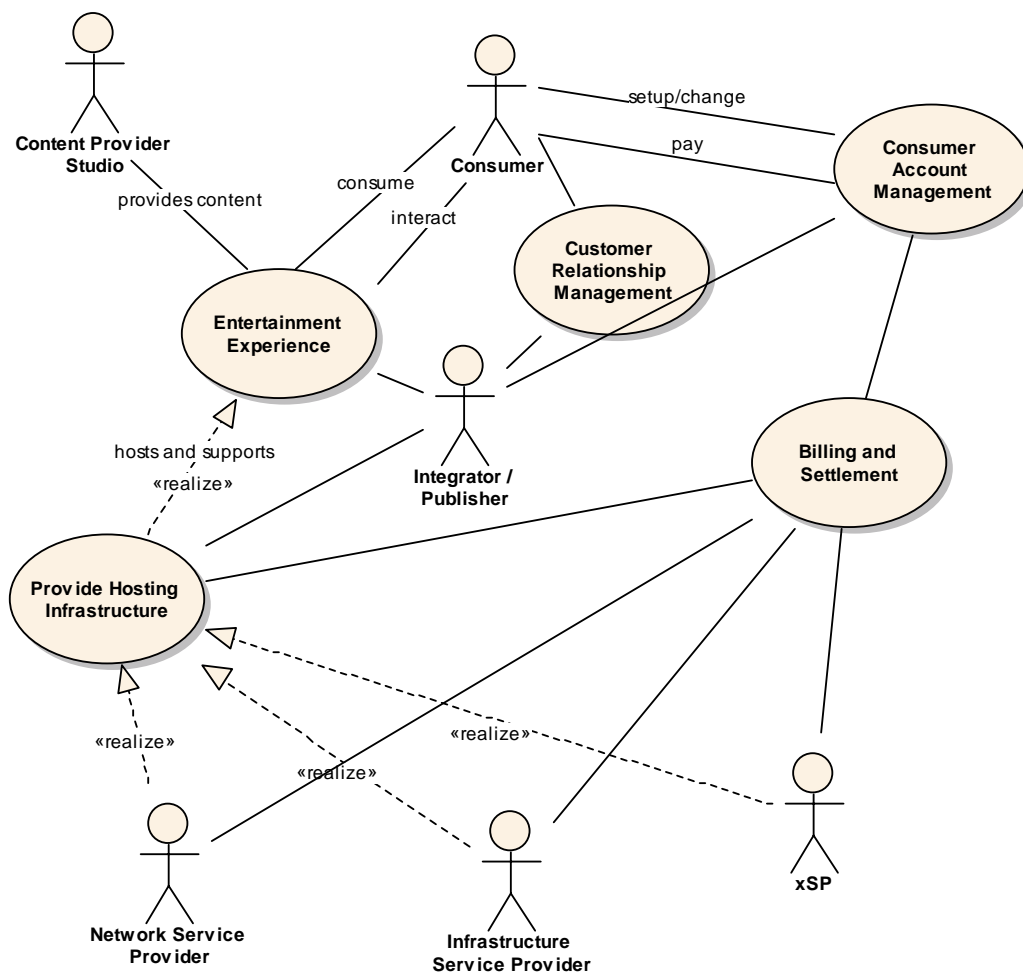 Content Provider
Studio
Consumer
setup/change
pay
Consumer
Account
Management
provides content
consume
interact
Customer
Relationship
Management
Entertainment
Experience
hosts and supports
«realize»
Integrator /
Publisher
Billing and
Settlement
Provide Hosting
Infrastructure
«realize»
«realize»
«realize»
xSP
Network Service
Provider
Infrastructure
Service Provider